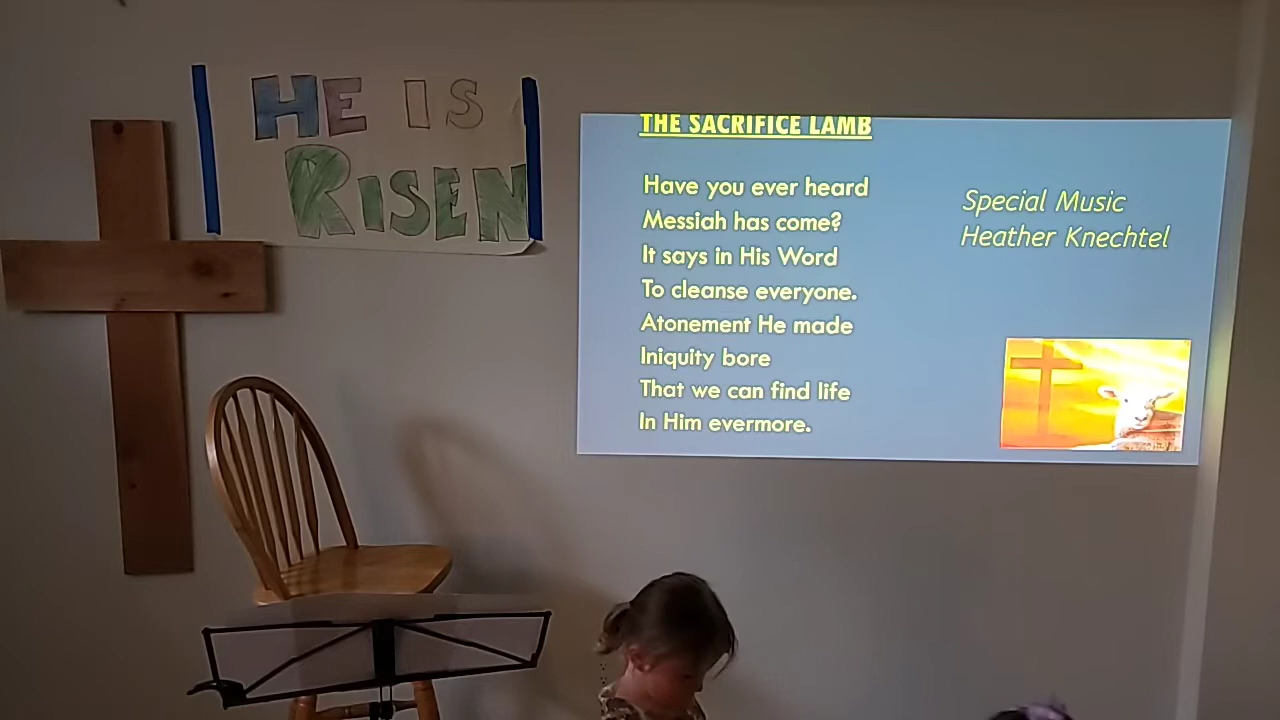 HE IS
RISEN
THE SACRIFICE LAMB
Have you ever heard
Messiah has come?
It says in His Word
To cleanse everyone.
Atonement He made
Iniquity bore
That we can find life
In Him evermore.
Special Music
Heather Knechtel